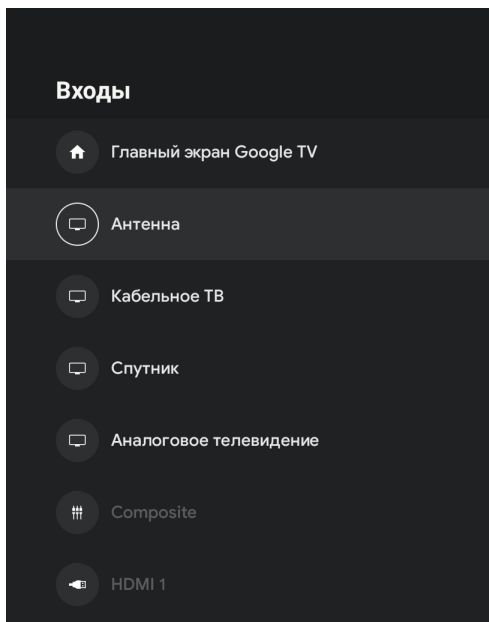 Входы
Главный экран Google TV
Антенна
Кабельное ТВ
Спутник
Аналоговое телевидение
Composite
HDMI 1